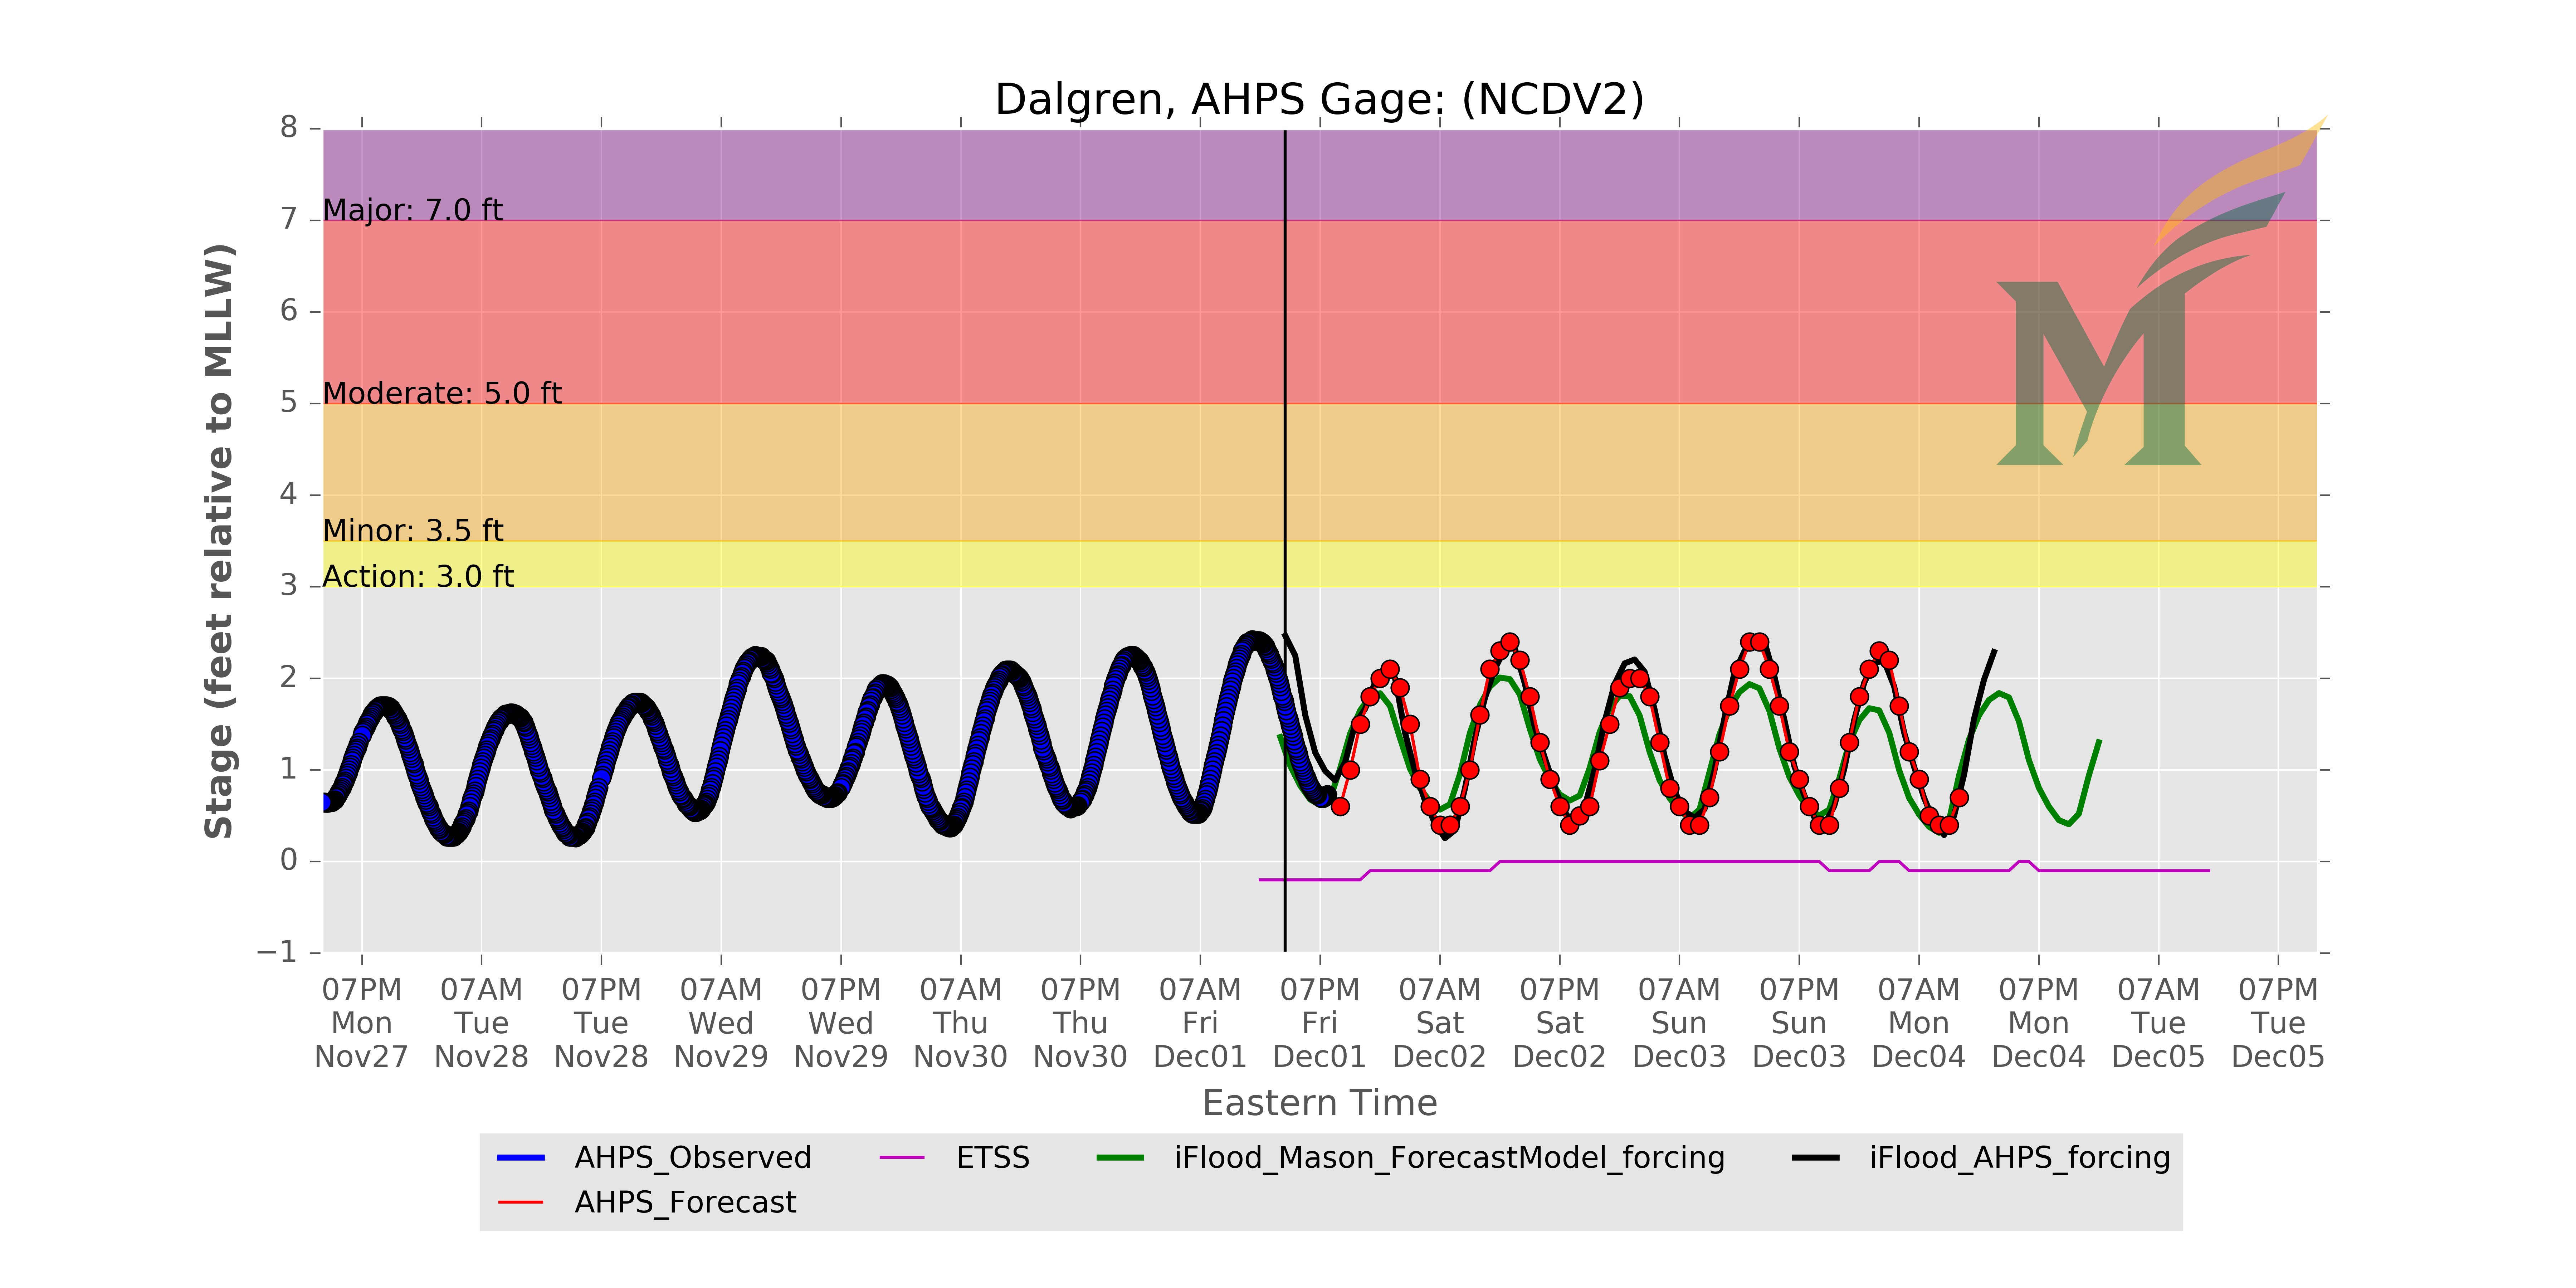 Dalgren, AHPS Gage: (NCDV2)
Stage (feet relative to MLLW)
8
7
6
5
4
3
2
1
0
−1
Major: 7.0 ft
Moderate: 5.0 ft
Minor: 3.5 ft
Action: 3.0 ft
M
07PM 07AM 07PM 07AM 07PM 07AM 07PM 07AM 07PM 07AM 07PM 07AM 07PM 07AM 07PM 07AM 07PM
Mon Tue Tue Wed Wed Thu Thu Fri Fri Sat Sat Sun Sun Mon Mon Tue Tue
Nov27 Nov28 Nov28 Nov29 Nov29 Nov30 Nov30 Dec01 Dec01 Dec02 Dec02 Dec03 Dec03 Dec04 Dec04 Dec05 Dec05
Eastern Time
AHPS_Observed ETSS iFlood_Mason_ForecastModel_forcing iFlood_AHPS_forcing
AHPS_Forecast